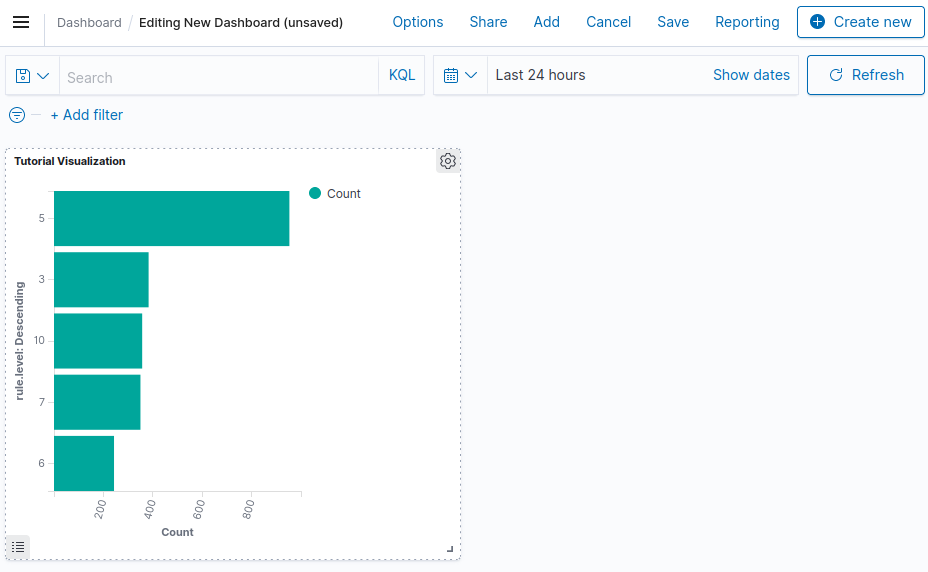 Dashboard / Editing New Dashboard (unsaved)
Options Share Add Cancel Save Reporting Create new
Search KQL Last 24 hours Show dates Refresh
+ Add filter
Tutorial Visualization
Count
5
3
10
7
6
rule.level: Descending
200 400 600 800
Count